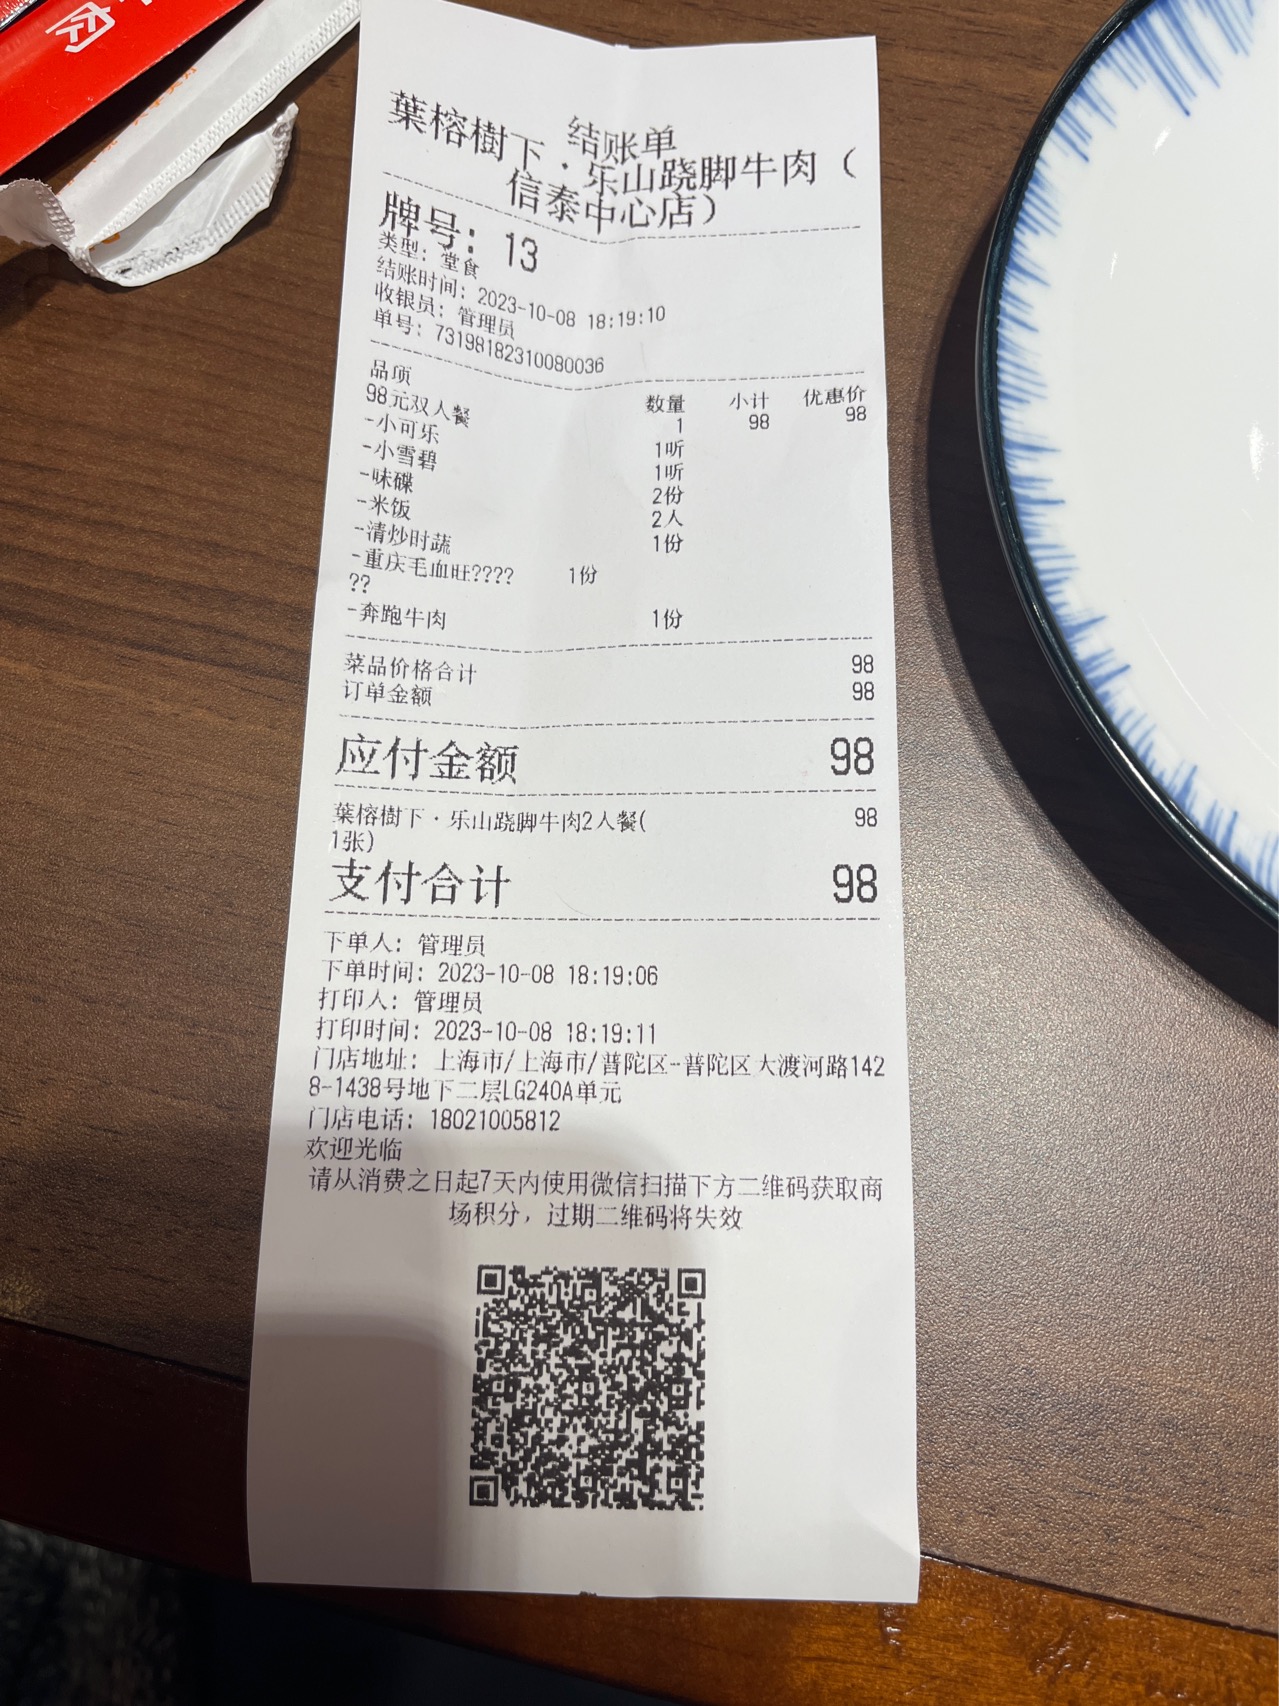 肉
结账单
葉榕樹下·乐山跷脚牛肉（
信泰中心店）
牌号: 13
类型: 堂食
结账时间: 2023-10-08 18:19:10
收银员: 管理员
单号: 73198182310080036
品项 数量 小计 优惠价
98元双人餐 1 98 98
-小可乐 1听
-小雪碧 1听
-味碟 2份
-米饭 2人
-清炒时蔬 1份
-重庆毛血旺???? 1份
??
-奔跑牛肉 1份
菜品价格合计 98
订单金额 98
应付金额 98
葉榕樹下·乐山跷脚牛肉2人餐( 98
1张)
支付合计 98
下单人: 管理员
下单时间: 2023-10-08 18:19:06
打印人: 管理员
打印时间: 2023-10-08 18:19:11
门店地址: 上海市/上海市/普陀区-普陀区大渡河路142
8-1438号地下二层LG240A单元
门店电话: 18021005812
欢迎光临
请从消费之日起7天内使用微信扫描下方二维码获取商
场积分，过期二维码将失效